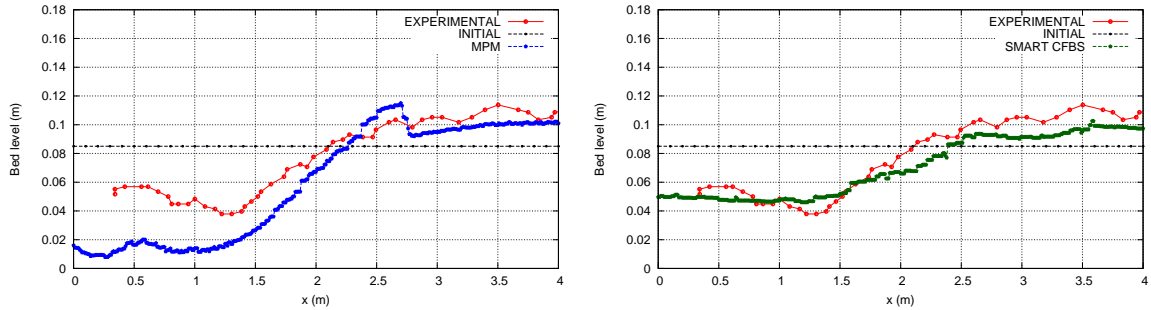 0.18
0.16
0.14
0.12
0.1
0.08
0.06
0.04
0.02
0
Bed level (m)
EXPERIMENTAL
INITIAL
MPM
0 0.5 1 1.5 2 2.5 3 3.5 4
x (m)
0.18
0.16
0.14
0.12
0.1
0.08
0.06
0.04
0.02
0
Bed level (m)
EXPERIMENTAL
INITIAL
SMART CFBS
0 0.5 1 1.5 2 2.5 3 3.5 4
x (m)